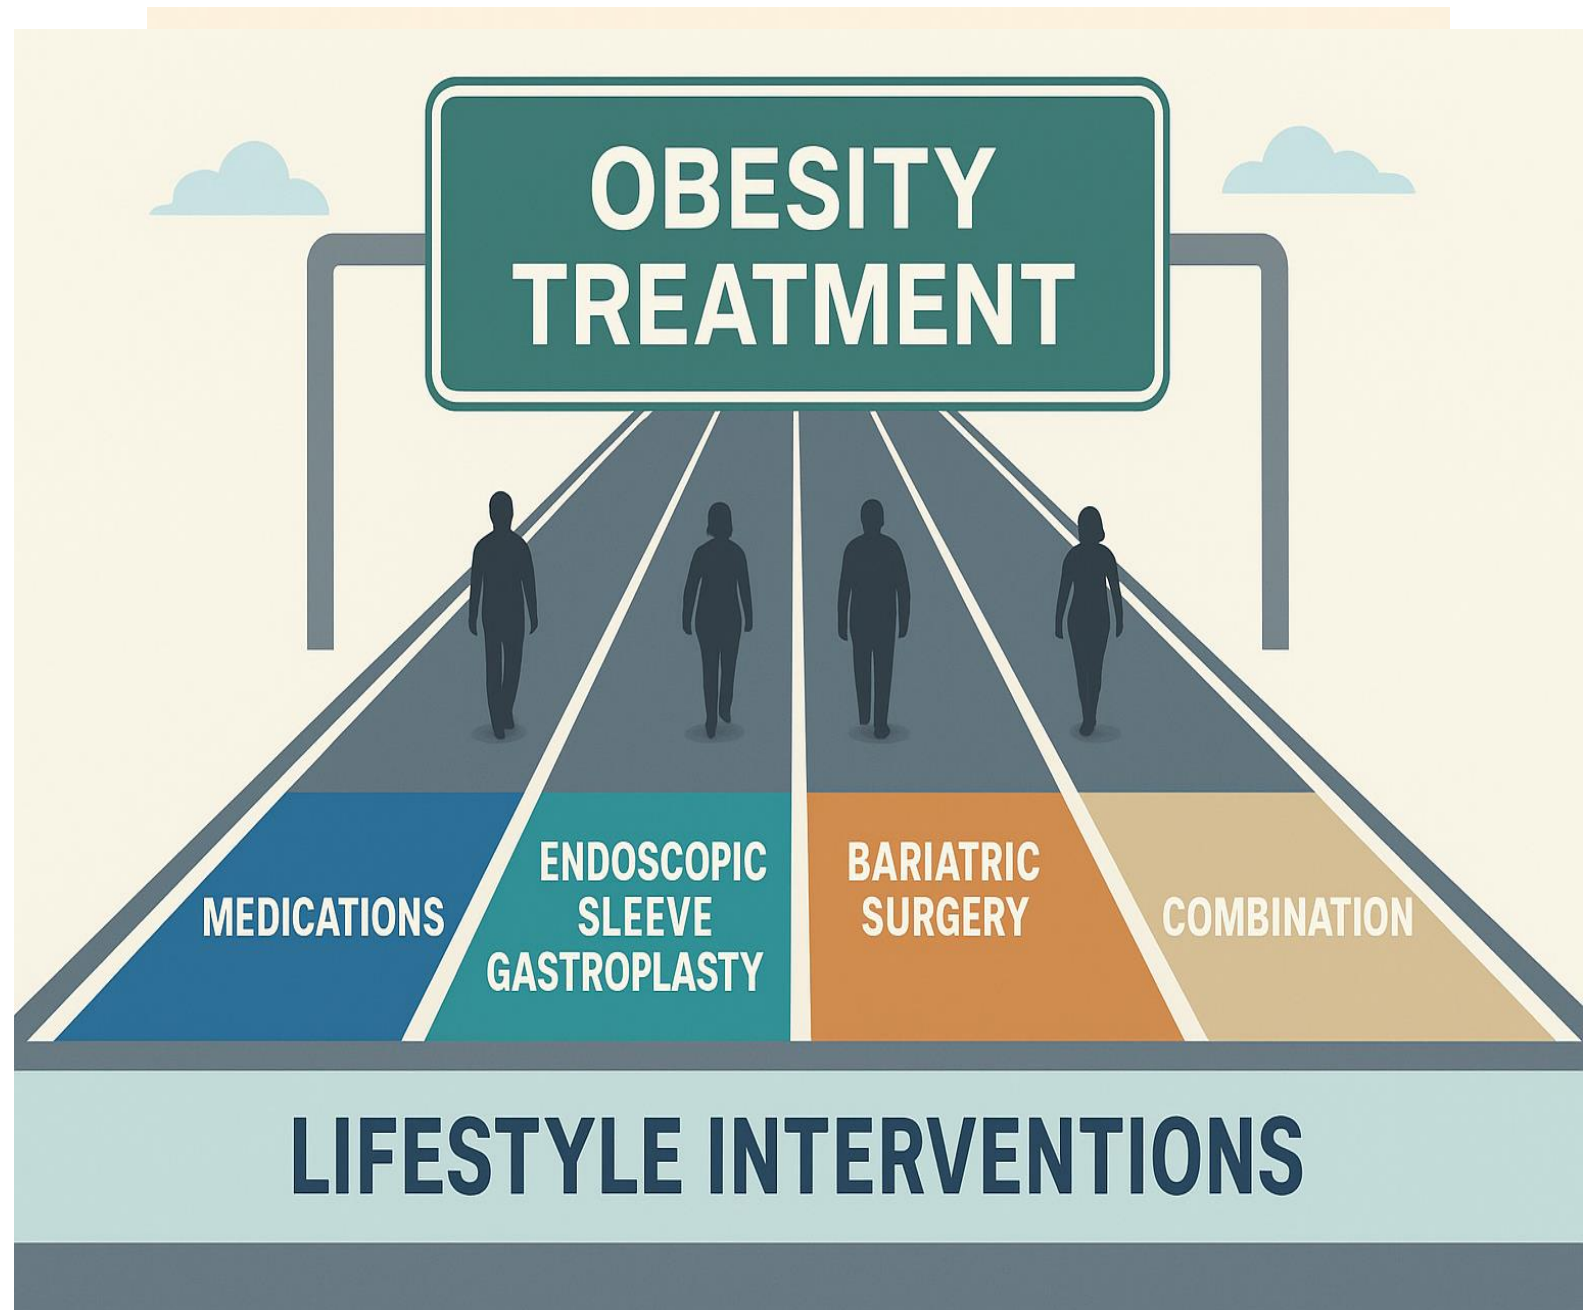 OBESITY
TREATMENT
MEDICATIONS
ENDOSCOPIC
SLEEVE
GASTROPLASTY
BARIATRIC
SURGERY
COMBINATION
LIFESTYLE INTERVENTIONS